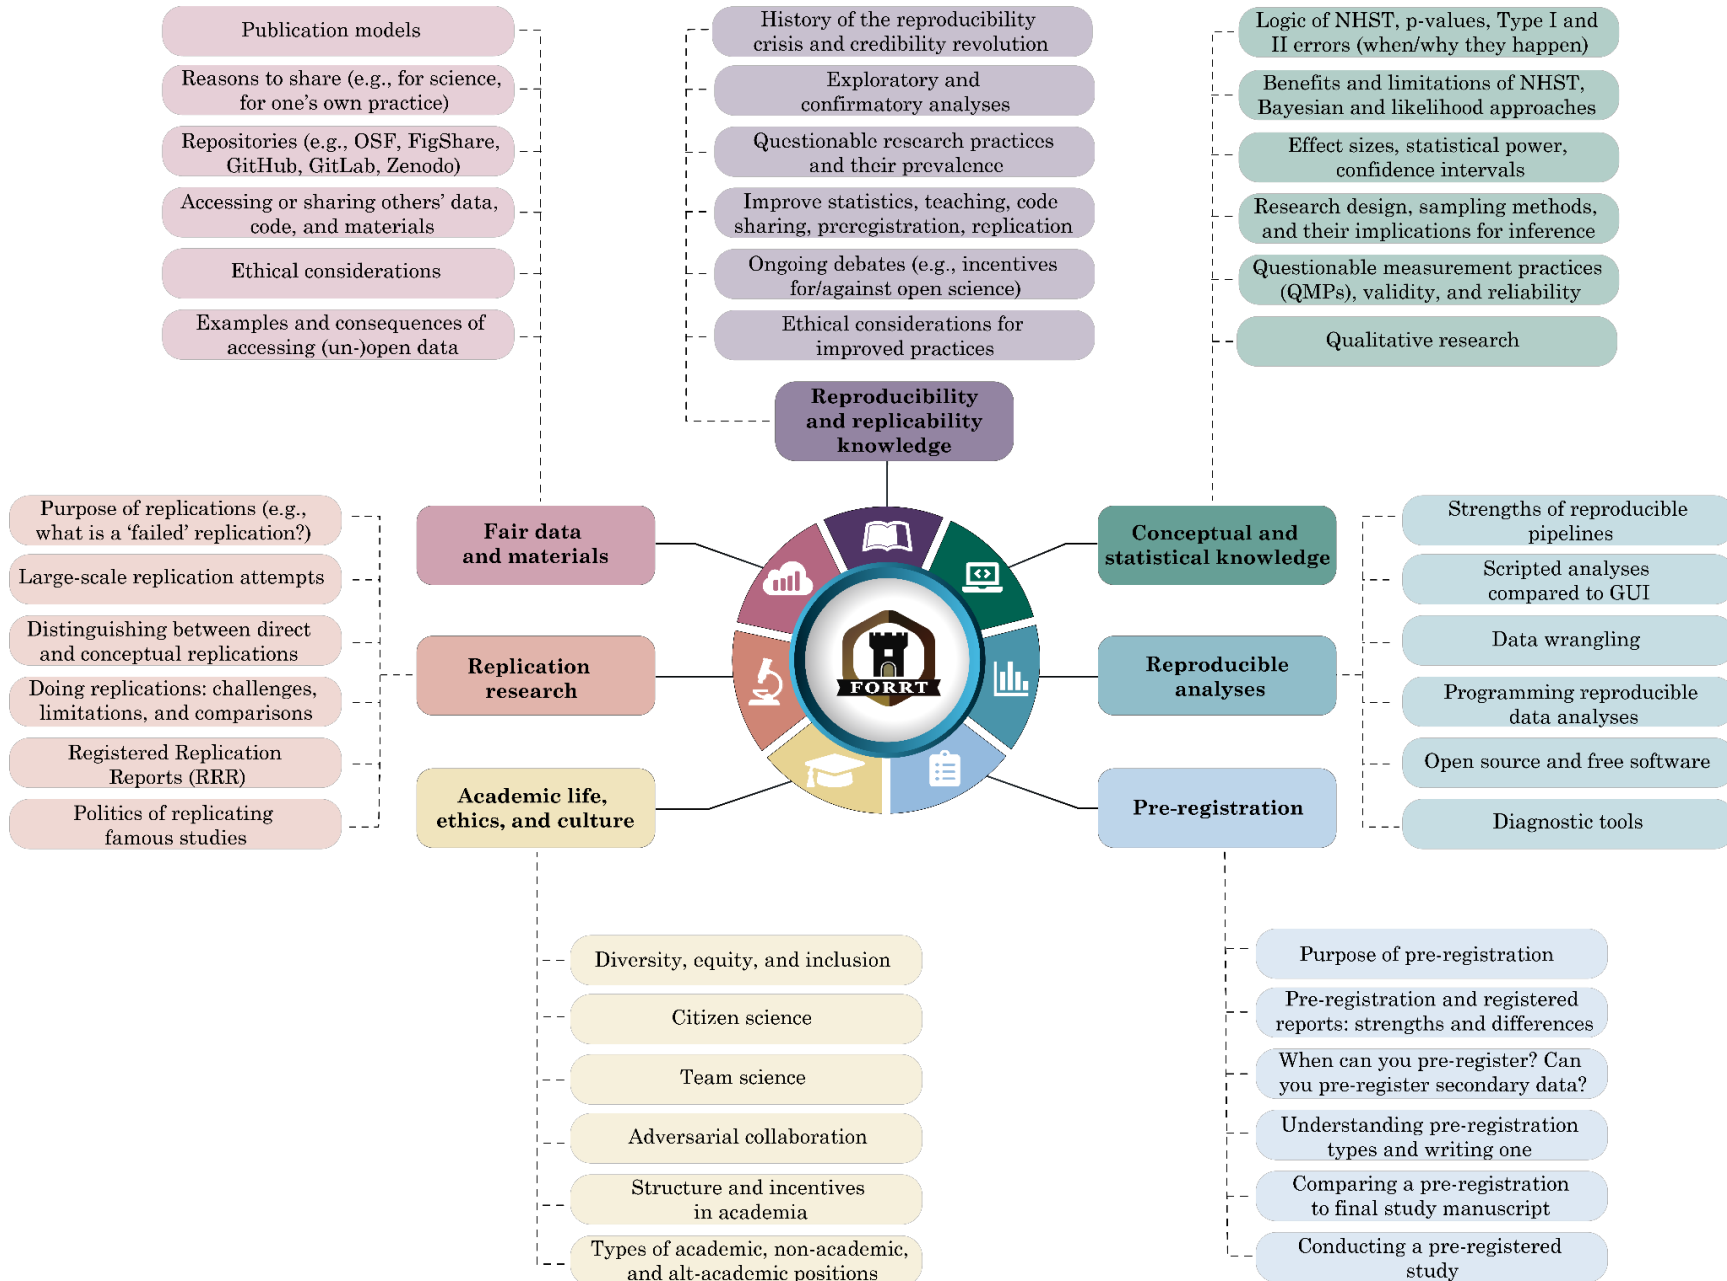 Publication models
Reasons to share (e.g., for science,
for one's own practice)
Repositories (e.g., OSF, FigShare,
GitHub, GitLab, Zenodo)
Accessing or sharing others' data,
code, and materials
Ethical considerations
Examples and consequences of
accessing (un-)open data
History of the reproducibility
crisis and credibility revolution
Exploratory and
confirmatory analyses
Questionable research practices
and their prevalence
Improve statistics, teaching, code
sharing, preregistration, replication
Ongoing debates (e.g., incentives
for/against open science)
Ethical considerations for
improved practices
Logic of NHST, p-values, Type I and
II errors (when/why they happen)
Benefits and limitations of NHST,
Bayesian and likelihood approaches
Effect sizes, statistical power,
confidence intervals
Research design, sampling methods,
and their implications for inference
Questionable measurement practices
(QMPs), validity, and reliability
Qualitative research
Reproducibility
and replicability
knowledge
Fair data
and materials
Conceptual and
statistical knowledge
Purpose of replications (e.g.,
what is a 'failed' replication?)
Large-scale replication attempts
Distinguishing between direct
and conceptual replications
Doing replications: challenges,
limitations, and comparisons
Registered Replication
Reports (RRR)
Politics of replicating
famous studies
Replication
research
FORRT
Reproducible
analyses
Strengths of reproducible
pipelines
Scripted analyses
compared to GUI
Data wrangling
Programming reproducible
data analyses
Open source and free software
Diagnostic tools
Academic life,
ethics, and culture
Pre-registration
Diversity, equity, and inclusion
Citizen science
Team science
Adversarial collaboration
Structure and incentives
in academia
Types of academic, non-academic,
and alt-academic positions
Purpose of pre-registration
Pre-registration and registered
reports: strengths and differences
When can you pre-register? Can
you pre-register secondary data?
Understanding pre-registration
types and writing one
Comparing a pre-registration
to final study manuscript
Conducting a pre-registered
study